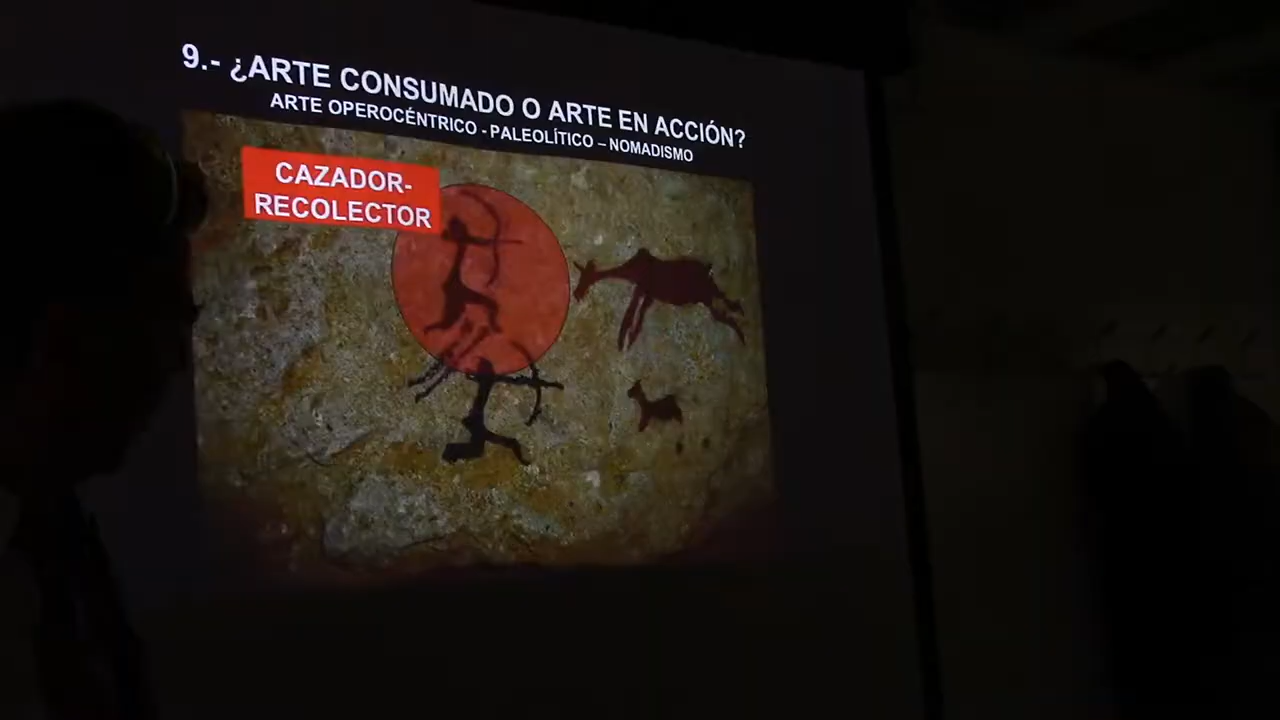 9.- ¿ARTE CONSUMADO O ARTE EN ACCIÓN?
ARTE OPEROCÉNTRICO - PALEOLÍTICO – NOMADISMO
CAZADOR-
RECOLECTOR